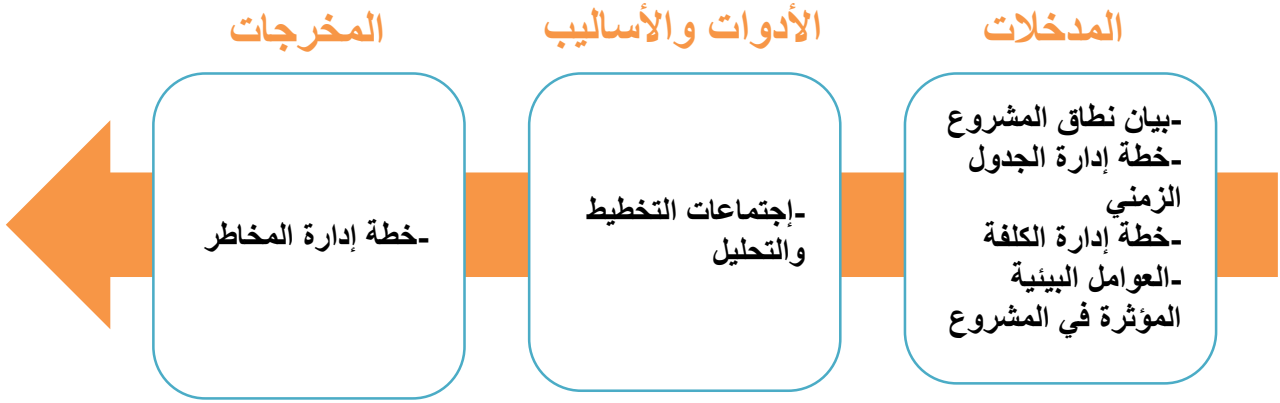 المدخلات
-بيان نطاق المشروع
-خطة إدارة الجدول
الزمني
-خطة إدارة الكلفة
-العوامل البيئية
المؤثرة في المشروع
الأدوات والأساليب
-إجتماعات التخطيط
والتحليل
المخرجات
-خطة إدارة المخاطر